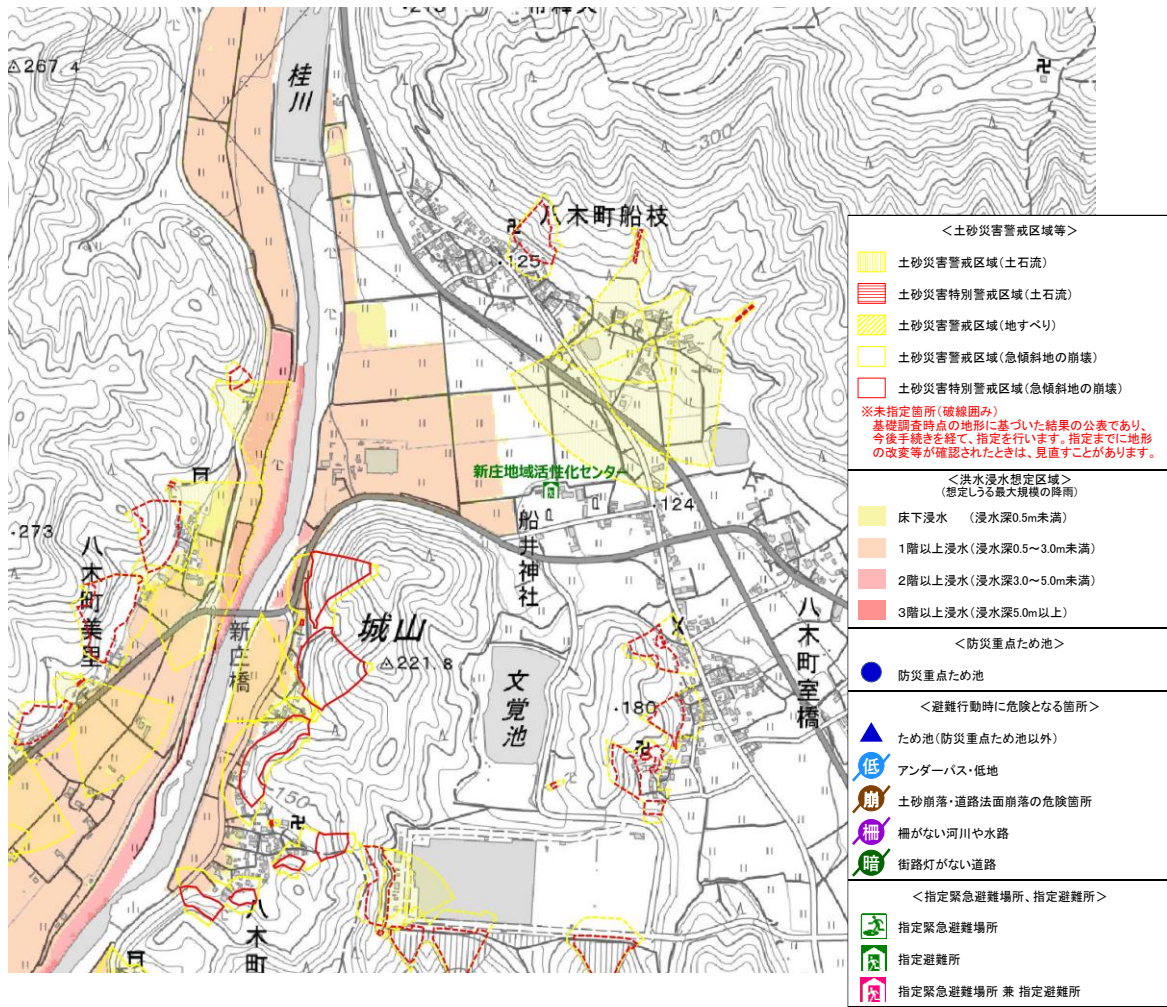 267.4
桂川
卍
300
八木町船枝
卍
・125
150
新庄地域活性化センター
・124
船井神社
・273
八木町美里
新庄橋
城山
221.8
文覚池
・180
八木町室橋
卍
150
卍
八木町
＜土砂災害警戒区域等＞
土砂災害警戒区域(土石流)
土砂災害特別警戒区域(土石流)
土砂災害警戒区域(地すべり)
土砂災害警戒区域(急傾斜地の崩壊)
土砂災害特別警戒区域(急傾斜地の崩壊)
※未指定箇所(破線囲み)
基礎調査時点の地形に基づいた結果の公表であり、
今後手続きを経て、指定を行います。指定までに地形
の改変等が確認されたときは、見直すことがあります。
＜洪水浸水想定区域＞
(想定しうる最大規模の降雨)
床下浸水　(浸水深0.5m未満)
1階以上浸水(浸水深0.5～3.0m未満)
2階以上浸水(浸水深3.0～5.0m未満)
3階以上浸水(浸水深5.0m以上)
＜防災重点ため池＞
防災重点ため池
＜避難行動時に危険となる箇所＞
ため池(防災重点ため池以外)
低 アンダーパス・低地
崩 土砂崩落・道路法面崩落の危険箇所
柵 柵がない河川や水路
暗 街路灯がない道路
＜指定緊急避難場所、指定避難所＞
指定緊急避難場所
指定避難所
指定緊急避難場所 兼 指定避難所